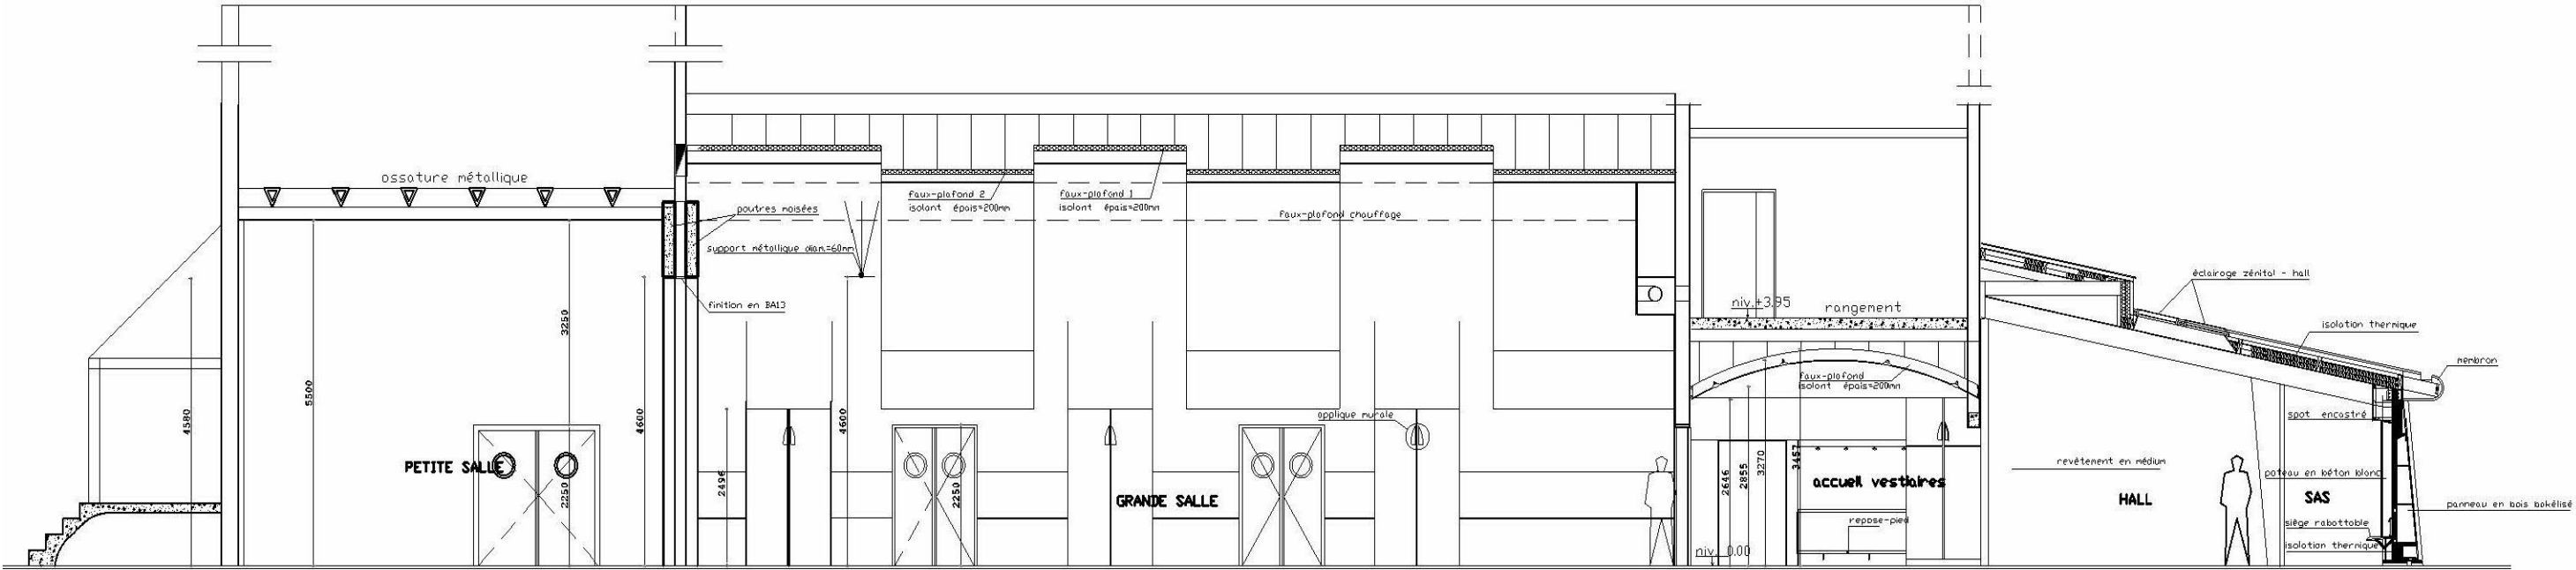 ossature métallique
poutres moisées
support métallique diam.=60mm
finition en BA13
faux-plafond 2
isolant épais=200mm
faux-plafond 1
isolant épais=200mm
faux-plafond chauffage
niv.+3.95
rangement
éclairage zénital - hall
isolation thermique
membron
faux-plafond
isolant épais=200mm
applique murale
spot encastré
5500
3250
4580
4600
4600
PETITE SALLE
2250
2496
2250
GRANDE SALLE
2646
2855
3270
3457
accueil vestiaires
repose-pied
niv. 0.00
revêtement en médium
HALL
SAS
poteau en béton blanc
panneau en bois bakélisé
siège rabattable
isolation thermique